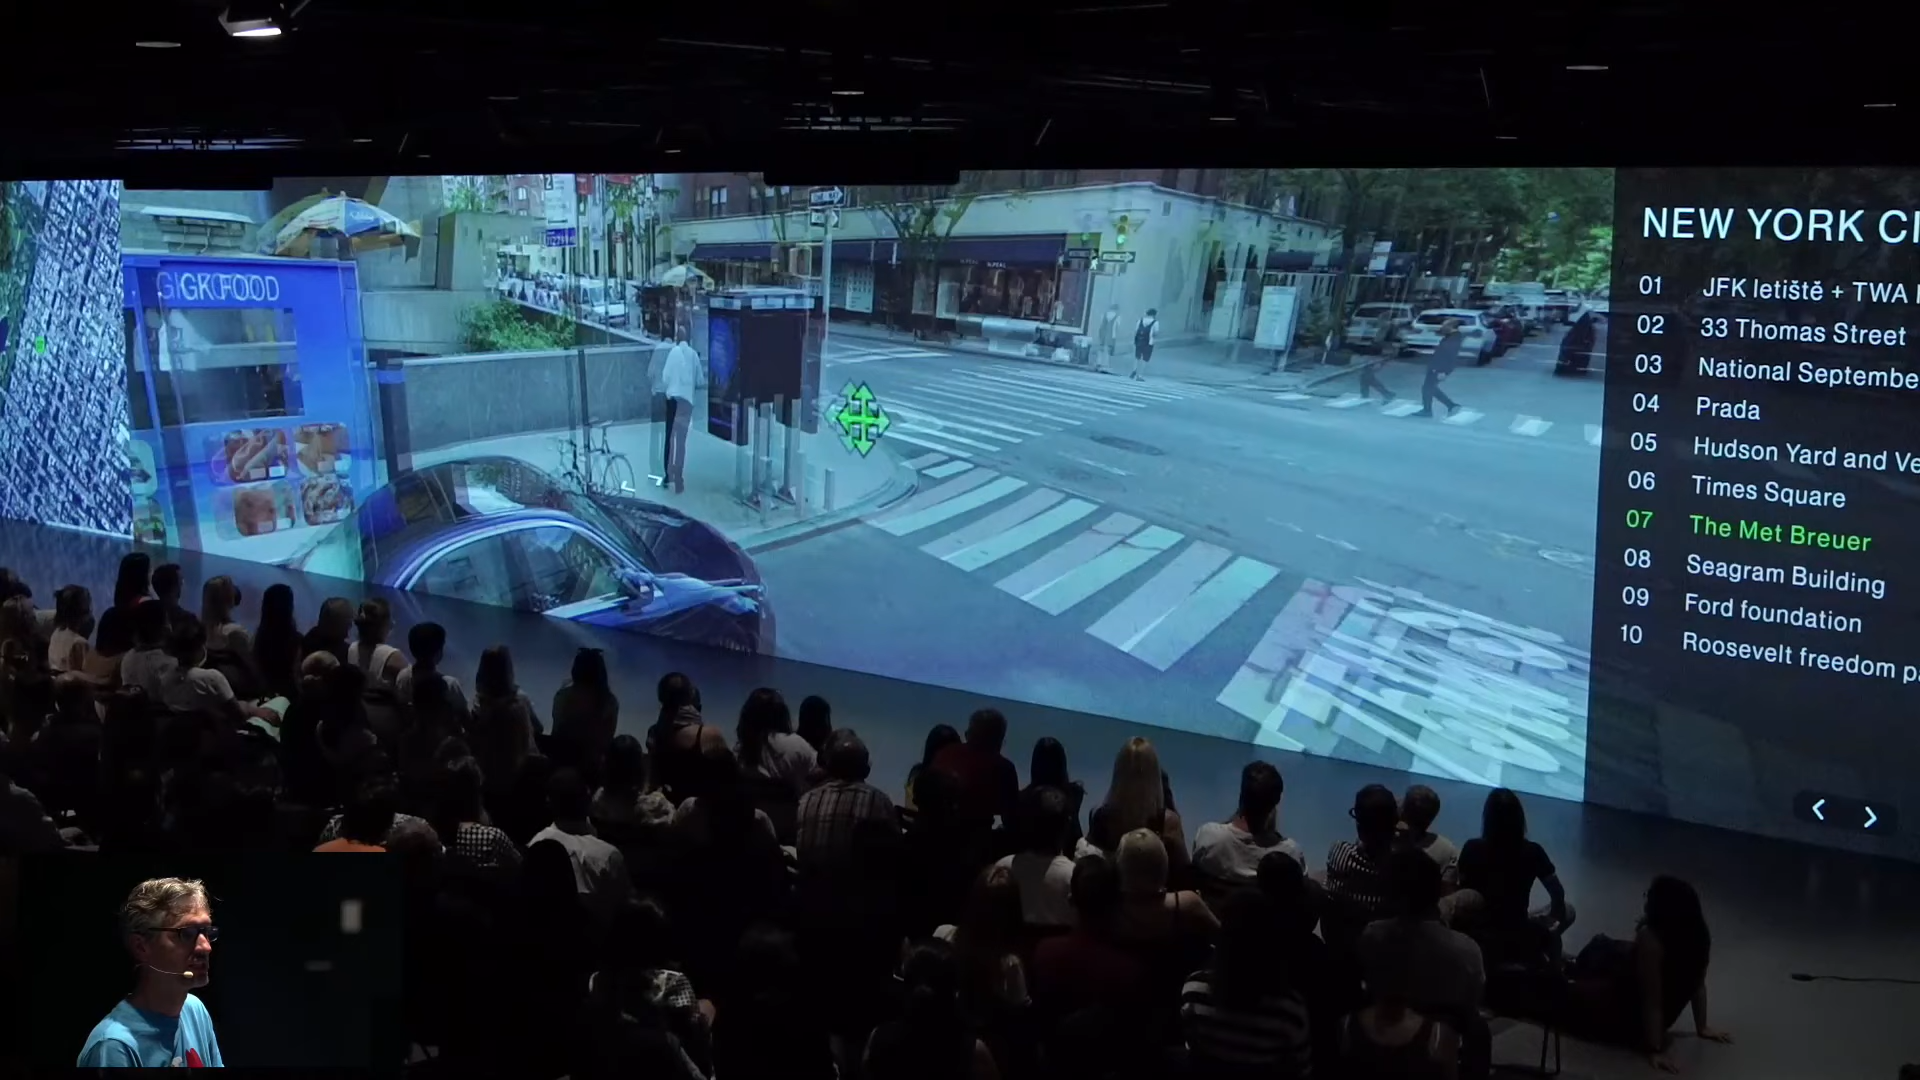 GK FOOD
NEW YORK CI
01 JFK letiště + TWA
02 33 Thomas Street
03 National Septembe
04 Prada
05 Hudson Yard and Ve
06 Times Square
07 The Met Breuer
08 Seagram Building
09 Ford foundation
10 Roosevelt freedom p